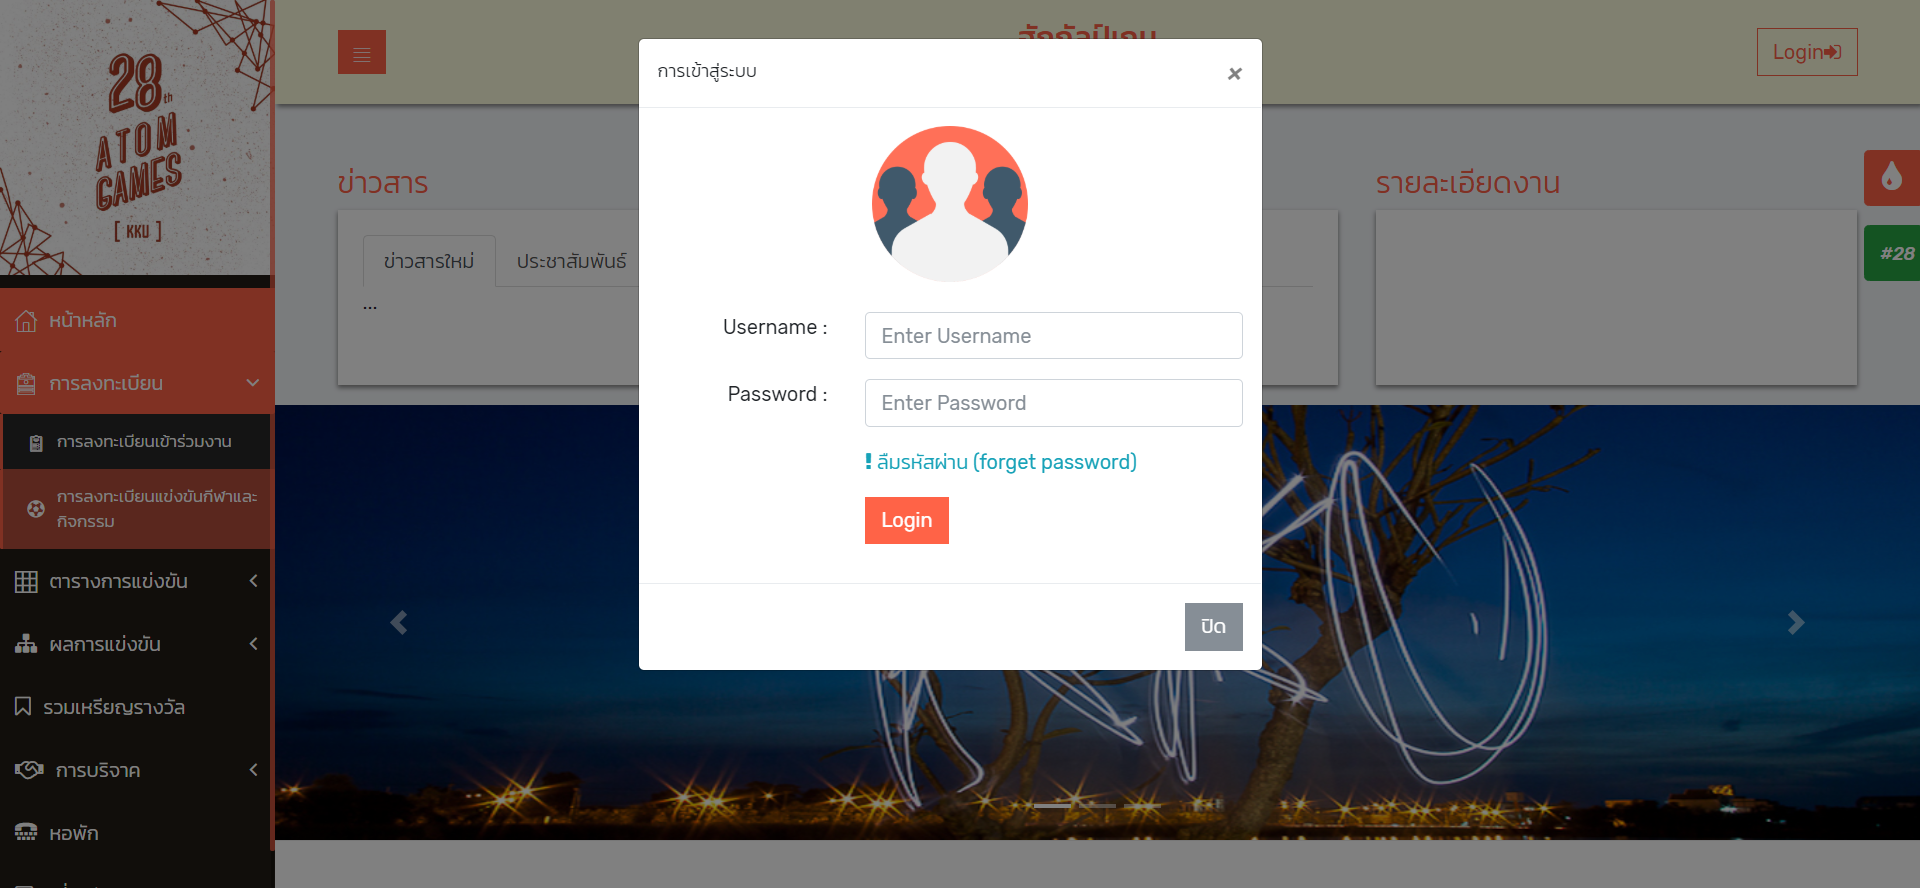 28th
ATOM
GAMES
[ KKU ]
หน้าหลัก
การลงทะเบียน
การลงทะเบียนเข้าร่วมงาน
การลงทะเบียนแข่งขันกีฬาและ
กิจกรรม
ตารางการแข่งขัน
ผลการแข่งขัน
รวมเหรียญรางวัล
การบริจาค
หอพัก
Login
ข่าวสาร
ข่าวสารใหม่
ประชาสัมพันธ์
...
รายละเอียดงาน
#28
การเข้าสู่ระบบ
×
Username :
Enter Username
Password :
Enter Password
! ลืมรหัสผ่าน (forget password)
Login
ปิด